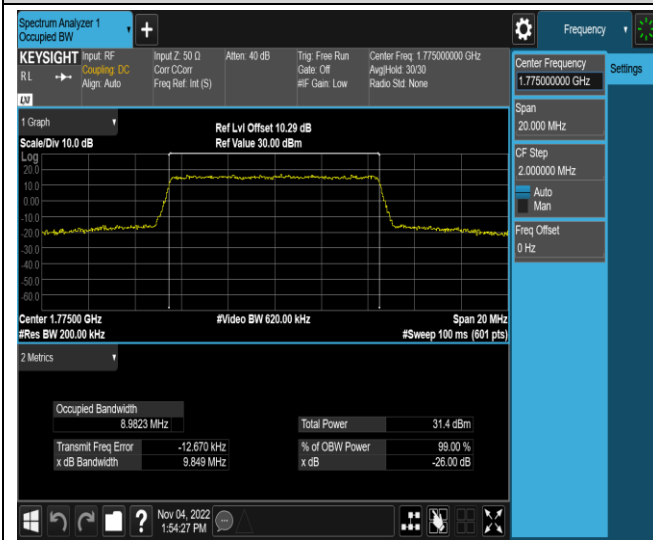 Spectrum Analyzer 1
Occupied BW
+
Frequency
KEYSIGHT
RL
LXI
Input: RF
Coupling: DC
Align: Auto
Input Z: 50 Ω
Corr CCorr
Freq Ref: Int (S)
Atten: 40 dB
Trig: Free Run
Gate: Off
#IF Gain: Low
Center Freq: 1.775000000 GHz
Avg|Hold: 30/30
Radio Std: None
Center Frequency
1.775000000 GHz
Settings
Span
20.000 MHz
CF Step
2.000000 MHz
Auto
Man
Freq Offset
0 Hz
1 Graph
Ref Lvl Offset 10.29 dB
Scale/Div 10.0 dB
Ref Value 30.00 dBm
Log
20.0
10.0
0.00
-10.0
-20.0
-30.0
-40.0
-50.0
-60.0
Center 1.77500 GHz
#Video BW 620.00 kHz
Span 20 MHz
#Res BW 200.00 kHz
#Sweep 100 ms (601 pts)
2 Metrics
Occupied Bandwidth
8.9823 MHz
Total Power 31.4 dBm
Transmit Freq Error -12.670 kHz
% of OBW Power 99.00 %
x dB Bandwidth 9.849 MHz
x dB -26.00 dB
?
Nov 04, 2022
1:54:27 PM